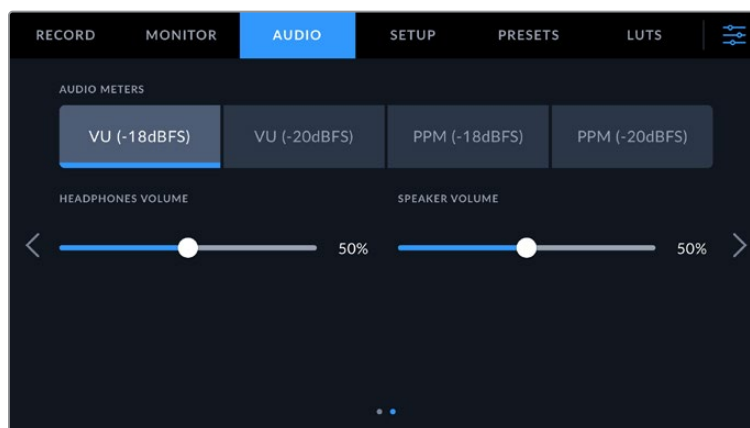 RECORD MONITOR AUDIO SETUP PRESETS LUTS
AUDIO METERS
VU (-18dBFS) VU (-20dBFS) PPM (-18dBFS) PPM (-20dBFS)
HEADPHONES VOLUME SPEAKER VOLUME
50% 50%